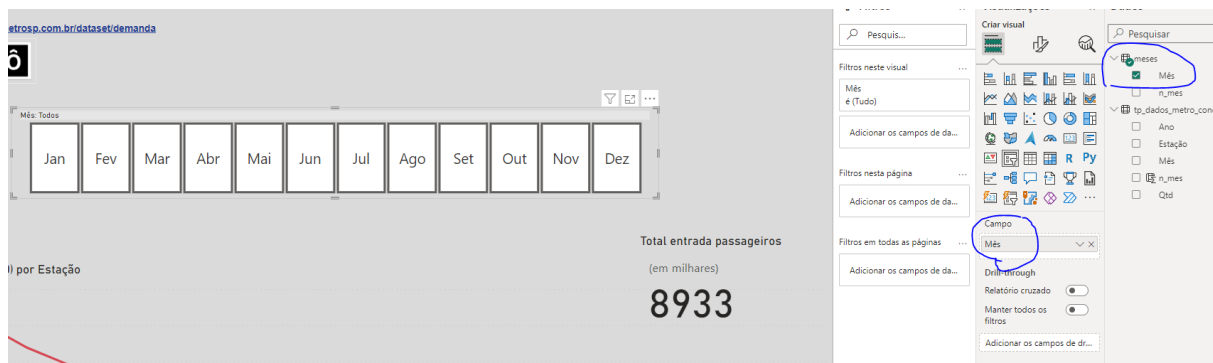 etrosp.com.br/dataset/demanda
Ô
Mês: Todos
Jan Fev Mar Abr Mai Jun Jul Ago Set Out Nov Dez
Total entrada passageiros
(em milhares)
8933
) por Estação
Pesquis...
Filtros neste visual ...
Mês
é (Tudo)
Adicionar os campos de da...
Filtros nesta página ...
Adicionar os campos de da...
Filtros em todas as páginas ...
Adicionar os campos de da...
Criar visual
123
R Py
...
Campo
Mês
Drill-through
Relatório cruzado
Manter todos os
filtros
Adicionar os campos de dr...
Pesquisar
meses
Mês
n_mes
tp_dados_metro_conc
Ano
Estação
Mês
n_mes
Qtd